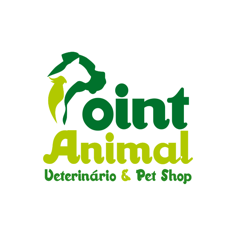 Point
Animal
Veterinário & Pet Shop